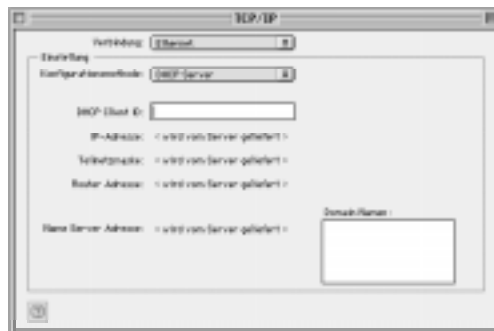 TCP/IP
Verbindung: Ethernet
Einstellung
Konfigurationsmethode: DHCP-Server
DHCP Client ID:
IP-Adresse: < wird vom Server geliefert >
Teilnetzmaske: < wird vom Server geliefert >
Router Adresse: < wird vom Server geliefert >
Domain Namen:
Name Server Adresse: < wird vom Server geliefert >